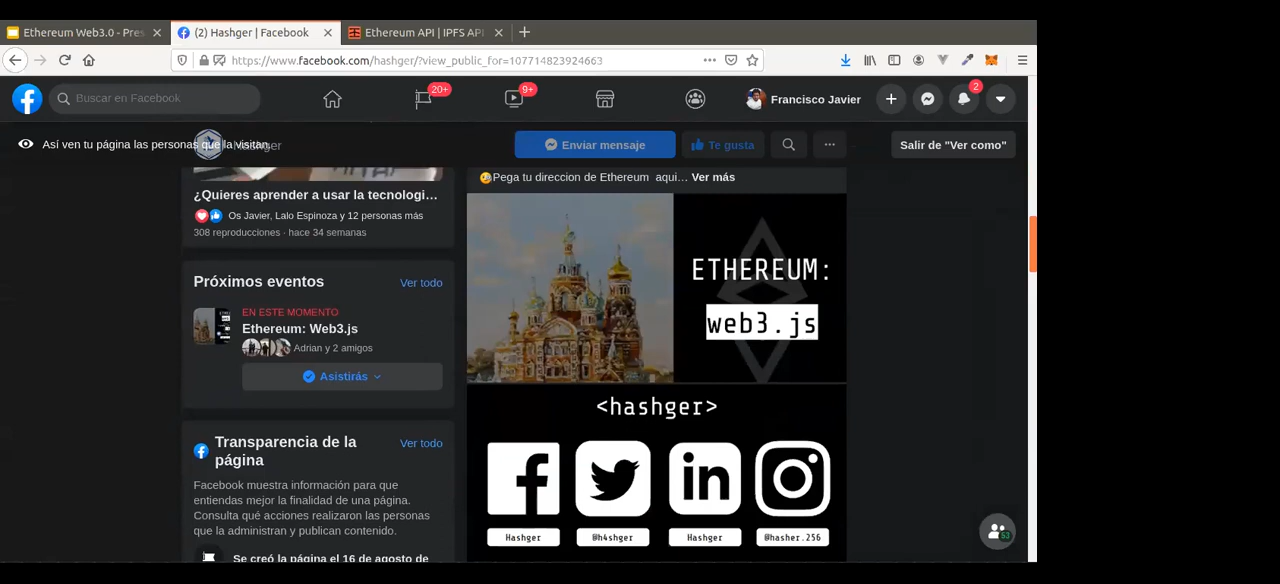 Ethereum Web3.0 - Pres
(2) Hashger | Facebook
Ethereum API | IPFS API
https://www.facebook.com/hashger/?view_public_for=107714823924663
Buscar en Facebook
20+
9+
Francisco Javier
2
Así ven tu página las personas que la visitan.
Hashger
Enviar mensaje
Te gusta
Salir de "Ver como"
¿Quieres aprender a usar la tecnologi...
Os Javier, Lalo Espinoza y 12 personas más
308 reproducciones · hace 34 semanas
Próximos eventos
Ver todo
EN ESTE MOMENTO
Ethereum: Web3.js
Adrian y 2 amigos
Asistirás
Transparencia de la página
Ver todo
Facebook muestra información para que
entiendas mejor la finalidad de una página.
Consulta qué acciones realizaron las personas
que la administran y publican contenido.
Se creó la página el 16 de agosto de
Pega tu direccion de Ethereum aqui... Ver más
ETHEREUM:
web3.js
<hashger>
Hashger
@h4shger
Hashger
@hasher.256
53